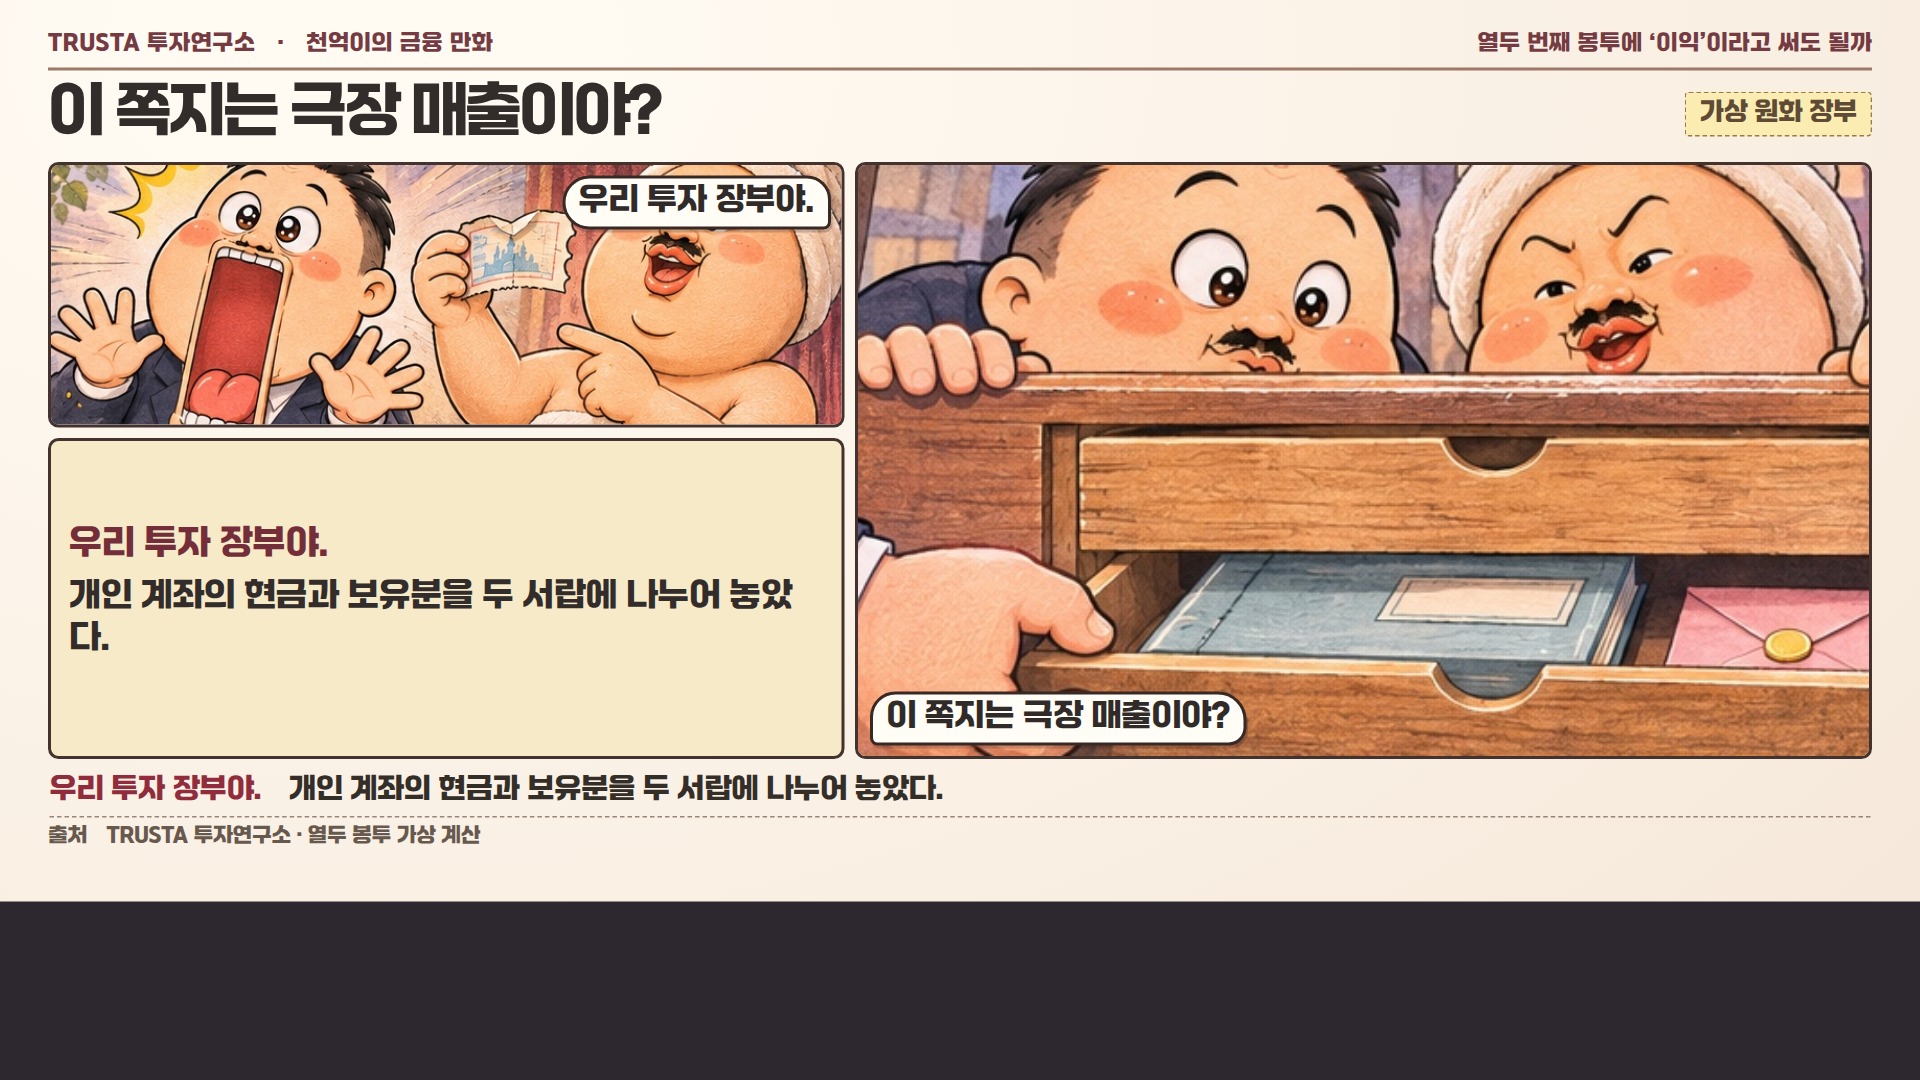 TRUSTA 투자연구소 · 천억이의 금융 만화
열두 번째 봉투에 ‘이익’이라고 써도 될까
이 쪽지는 극장 매출이야?
가상 원화 장부
우리 투자 장부야.
우리 투자 장부야.
개인 계좌의 현금과 보유분을 두 서랍에 나누어 놓았
다.
이 쪽지는 극장 매출이야?
우리 투자 장부야. 개인 계좌의 현금과 보유분을 두 서랍에 나누어 놓았다.
출처 TRUSTA 투자연구소 · 열두 봉투 가상 계산